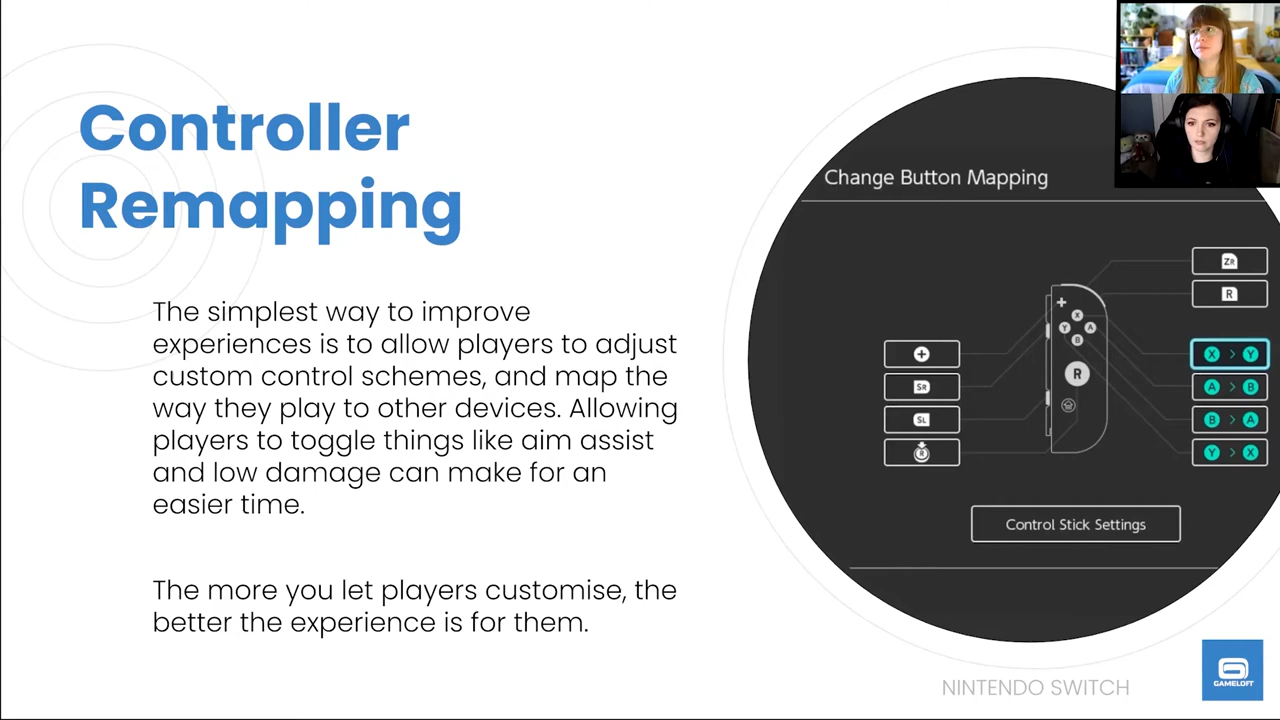 Controller
Remapping
The simplest way to improve
experiences is to allow players to adjust
custom control schemes, and map the
way they play to other devices. Allowing
players to toggle things like aim assist
and low damage can make for an
easier time.
The more you let players customise, the
better the experience is for them.
Change Button Mapping
ZR
R
X
Y A
B
R
+
SR
SL
R
X > Y
A > B
B > A
Y > X
Control Stick Settings
NINTENDO SWITCH
GAMELOFT